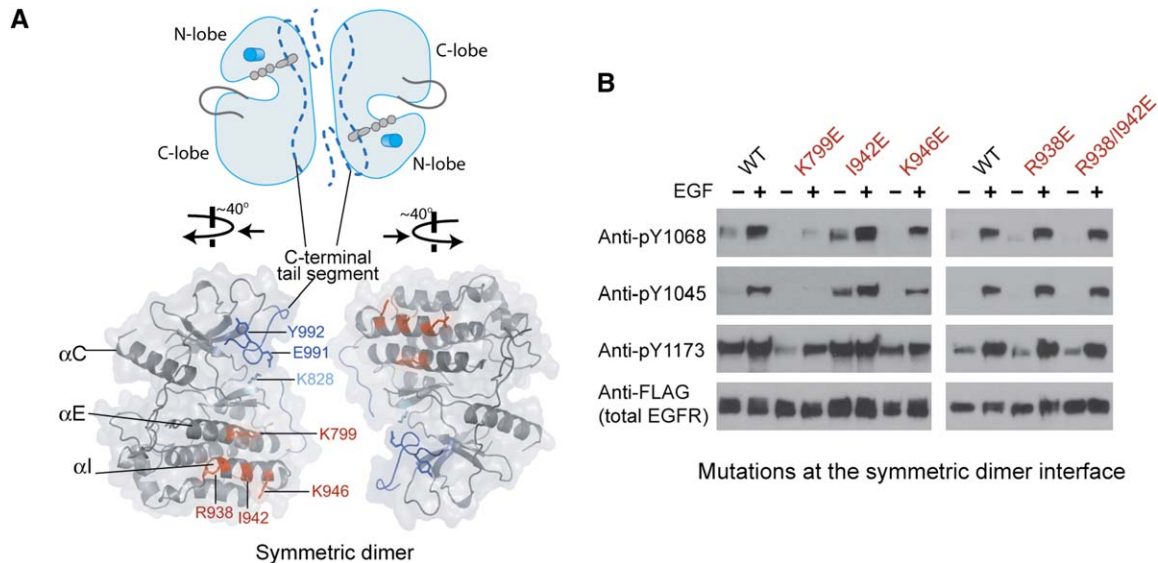 A
N-lobe
C-lobe
C-lobe
N-lobe
~40°
~40°
C-terminal
tail segment
Y992
E991
K828
αC
αE
αI
K799
K946
R938
I942
Symmetric dimer
B
WT
K799E
I942E
K946E
WT
R938E
R938/I942E
EGF - + - + - + - + - + - + - +
Anti-pY1068
Anti-pY1045
Anti-pY1173
Anti-FLAG
(total EGFR)
Mutations at the symmetric dimer interface